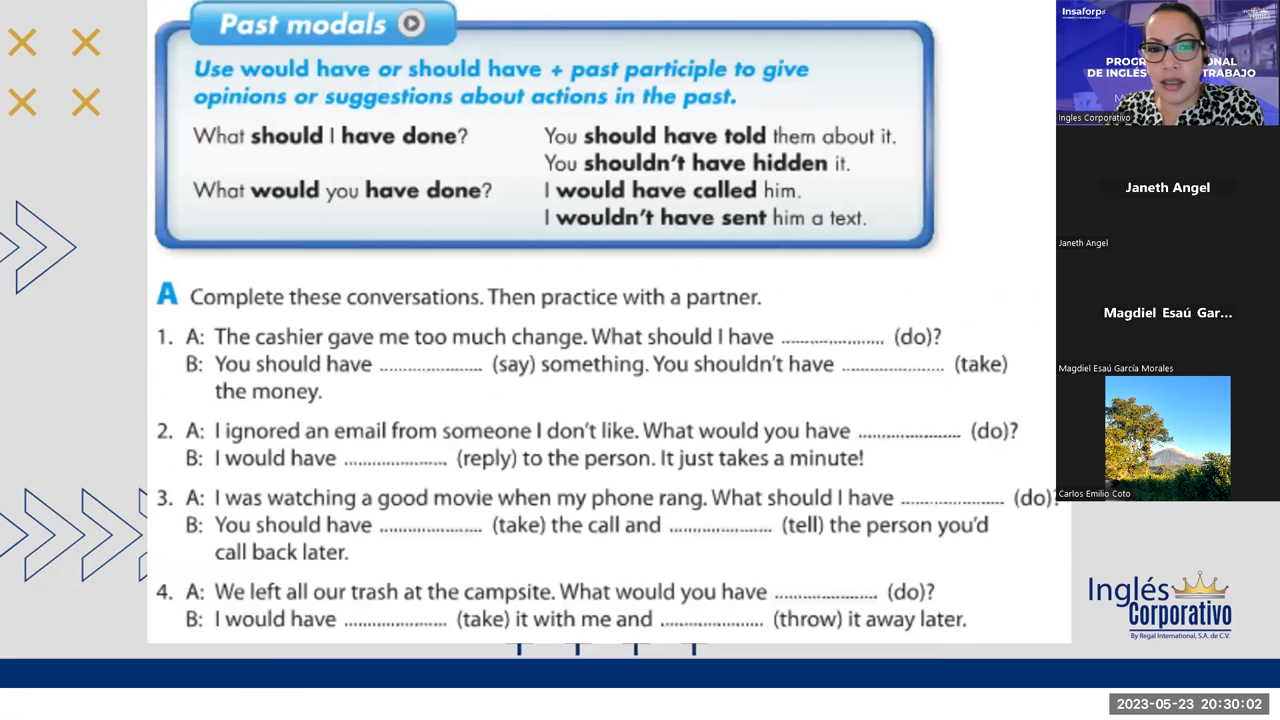 Past modals
Use would have or should have + past participle to give
opinions or suggestions about actions in the past.
What should I have done?
You should have told them about it.
You shouldn't have hidden it.
What would you have done?
I would have called him.
I wouldn't have sent him a text.
A Complete these conversations. Then practice with a partner.
1. A: The cashier gave me too much change. What should I have .................... (do)?
B: You should have .................... (say) something. You shouldn't have .................... (take)
the money.
2. A: I ignored an email from someone I don't like. What would you have .................... (do)?
B: I would have .................... (reply) to the person. It just takes a minute!
3. A: I was watching a good movie when my phone rang. What should I have .................... (do)?
B: You should have .................... (take) the call and .................... (tell) the person you'd
call back later.
4. A: We left all our trash at the campsite. What would you have .................... (do)?
B: I would have .................... (take) it with me and .................... (throw) it away later.
Insaforp
PROGR ONAL
DE INGLÉS TRABAJO
Ingles Corporativo
Janeth Angel
Janeth Angel
Magdiel Esaú Gar...
Magdiel Esaú García Morales
Carlos Emilio Coto
Inglés
Corporativo
By Regal International, S.A. de C.V.
2023-05-23 20:30:02